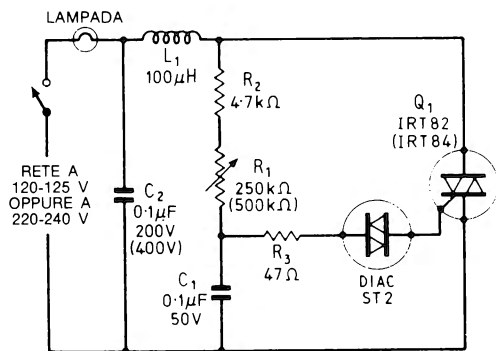 LAMPADA
L1
100µH
R2
4.7kΩ
Q1
IRT82
(IRT84)
RETE A
120-125 V
OPPURE A
220-240 V
C2
0.1µF
200V
(400V)
R1
250kΩ
(500kΩ)
R3
47Ω
C1
0.1µF
50V
DIAC
ST2